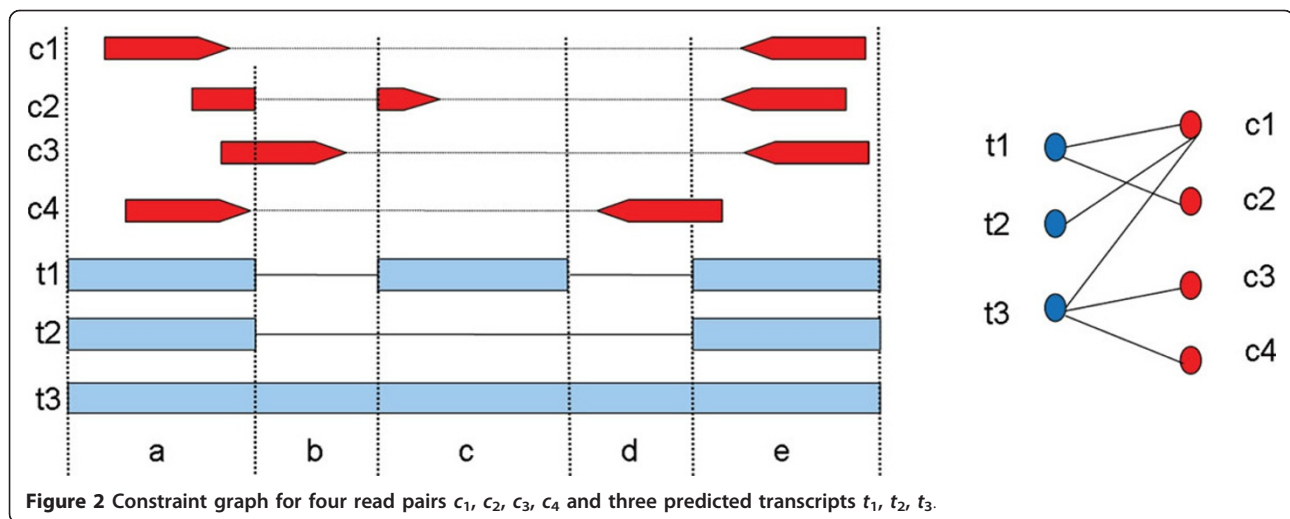 c1
c2
c3
c4
t1
t2
t3
a b c d e
t1
t2
t3
c1
c2
c3
c4
Figure 2 Constraint graph for four read pairs c₁, c₂, c₃, c₄ and three predicted transcripts t₁, t₂, t₃.